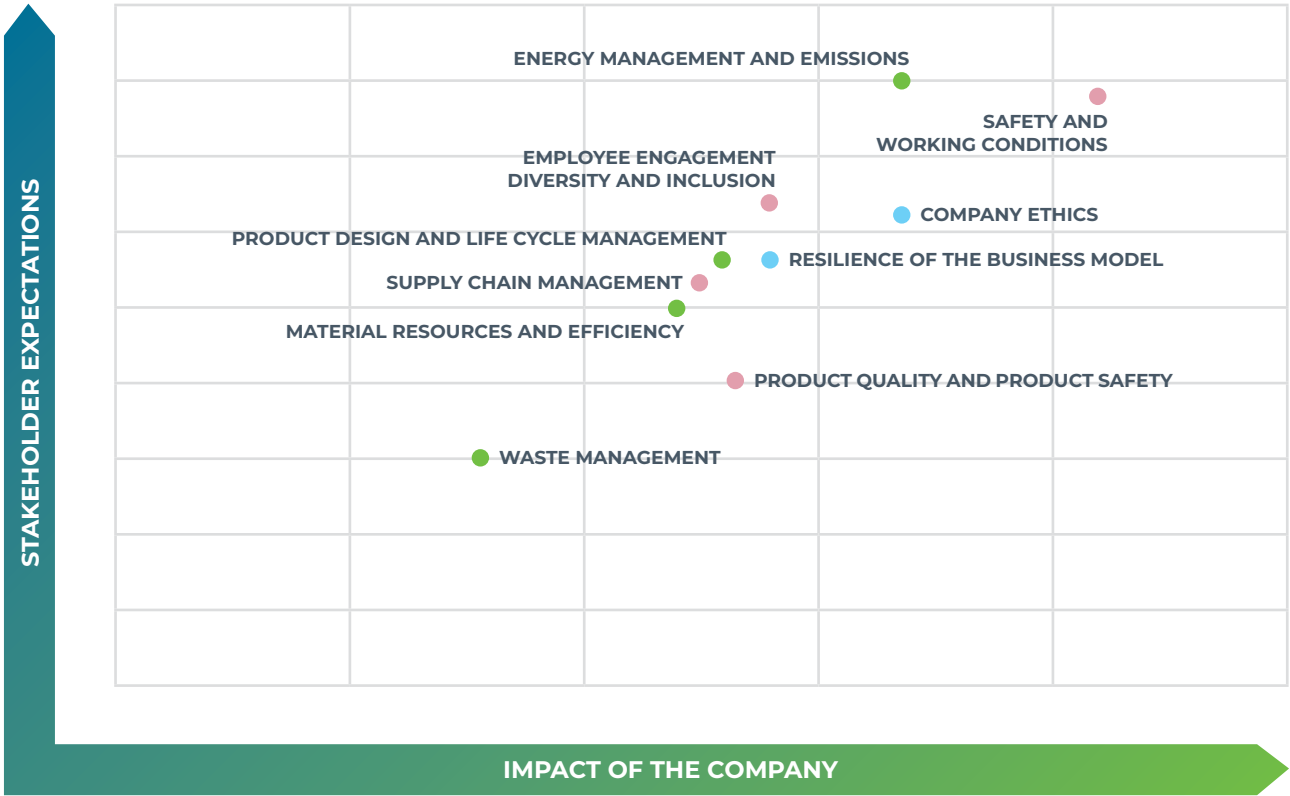 ENERGY MANAGEMENT AND EMISSIONS
SAFETY AND
WORKING CONDITIONS
EMPLOYEE ENGAGEMENT
DIVERSITY AND INCLUSION
COMPANY ETHICS
PRODUCT DESIGN AND LIFE CYCLE MANAGEMENT
RESILIENCE OF THE BUSINESS MODEL
SUPPLY CHAIN MANAGEMENT
MATERIAL RESOURCES AND EFFICIENCY
PRODUCT QUALITY AND PRODUCT SAFETY
WASTE MANAGEMENT
STAKEHOLDER EXPECTATIONS
IMPACT OF THE COMPANY